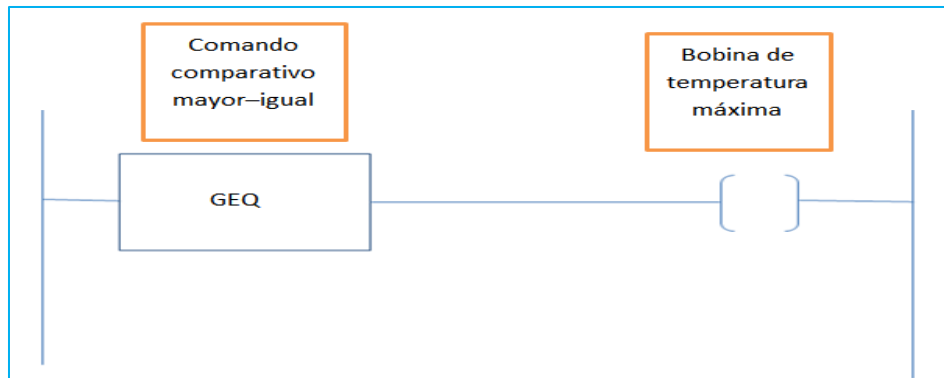 Comando
comparativo
mayor–igual
Bobina de
temperatura
máxima
GEQ